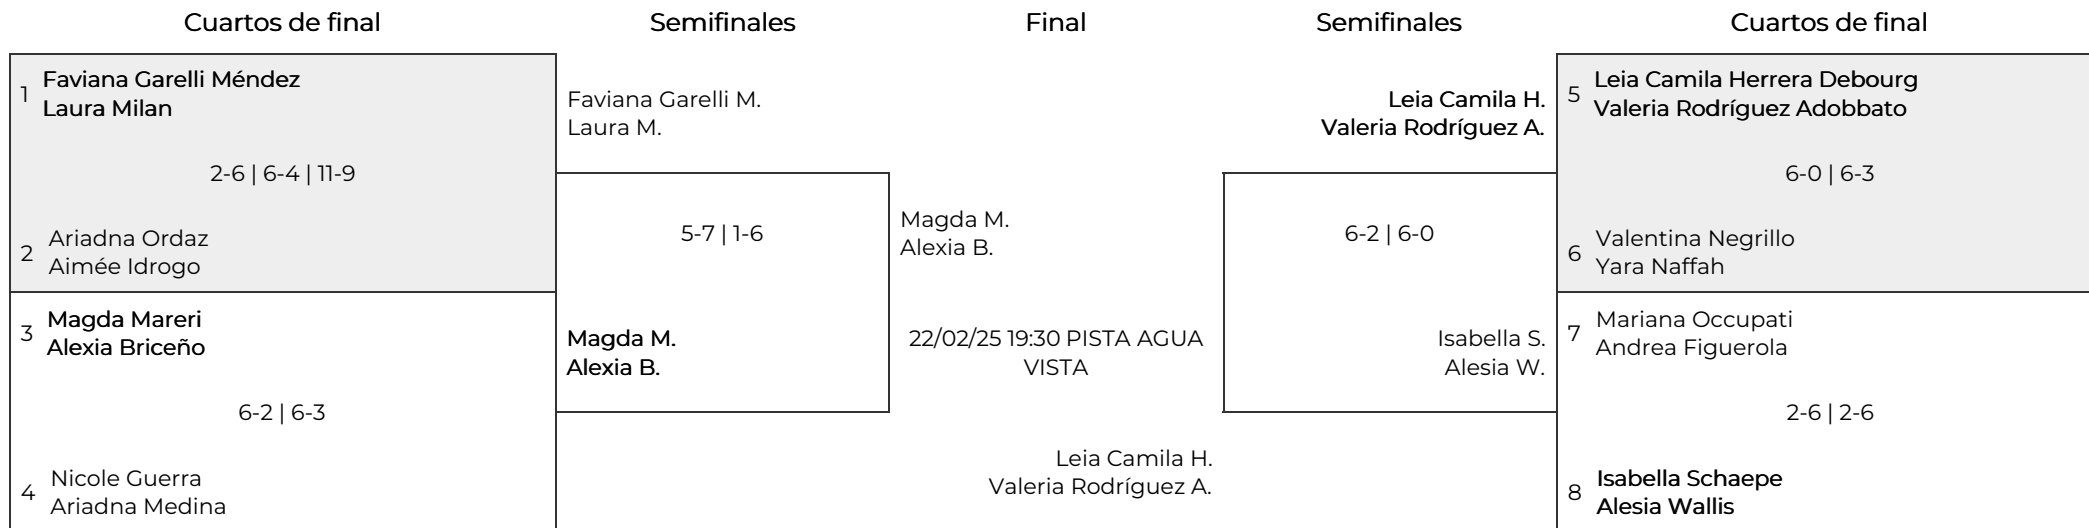 Cuartos de final
Semifinales
Final
Semifinales
Cuartos de final
1
Faviana Garelli Méndez
Laura Milan
2-6 | 6-4 | 11-9
2
Ariadna Ordaz
Aimée Idrogo
3
Magda Mareri
Alexia Briceño
6-2 | 6-3
4
Nicole Guerra
Ariadna Medina
Faviana Garelli M.
Laura M.
5-7 | 1-6
Magda M.
Alexia B.
Magda M.
Alexia B.
22/02/25 19:30 PISTA AGUA
VISTA
Leia Camila H.
Valeria Rodríguez A.
Leia Camila H.
Valeria Rodríguez A.
6-2 | 6-0
Isabella S.
Alesia W.
5
Leia Camila Herrera Debourg
Valeria Rodríguez Adobbato
6-0 | 6-3
6
Valentina Negrillo
Yara Naffah
7
Mariana Occupati
Andrea Figuerola
2-6 | 2-6
8
Isabella Schaepe
Alesia Wallis